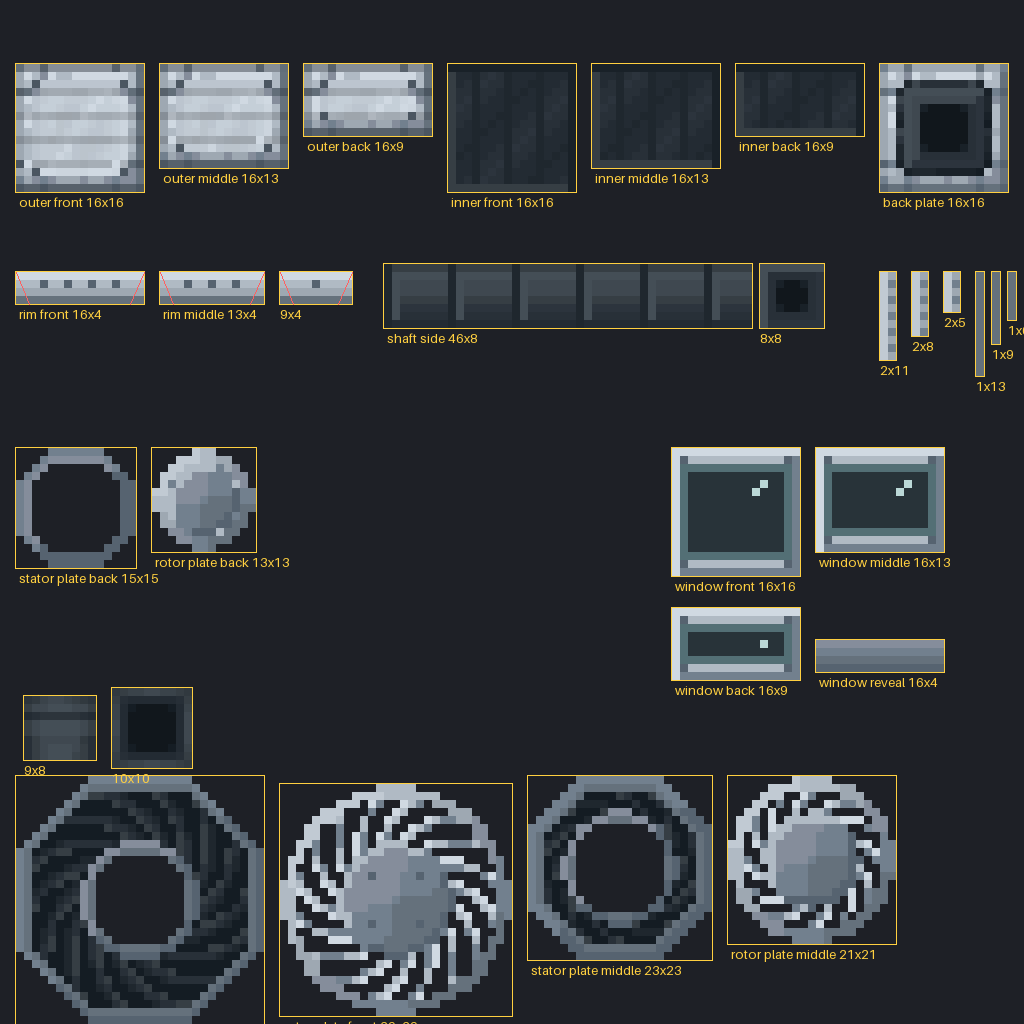 outer front 16x16
outer middle 16x13
outer back 16x9
inner front 16x16
inner middle 16x13
inner back 16x9
back plate 16x16
rim front 16x4
rim middle 13x4
9x4
shaft side 46x8
8x8
2x11
2x8
2x5
1x13
1x9
stator plate back 15x15
rotor plate back 13x13
window front 16x16
window middle 16x13
window back 16x9
window reveal 16x4
9x8
10x10
stator plate middle 23x23
rotor plate middle 21x21